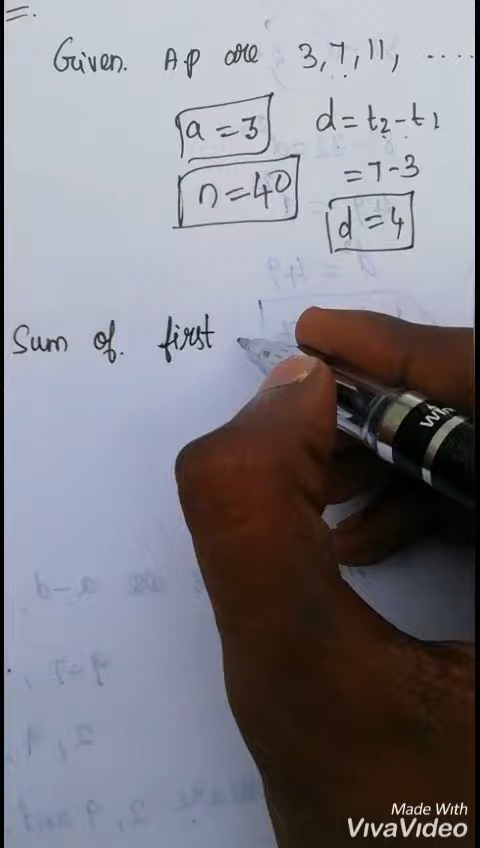 Given. AP are 3, 7, 11, .....
a = 3 d = t2 - t1
n = 40 = 7 - 3
d = 4
Sum of. first
Made With
VivaVideo